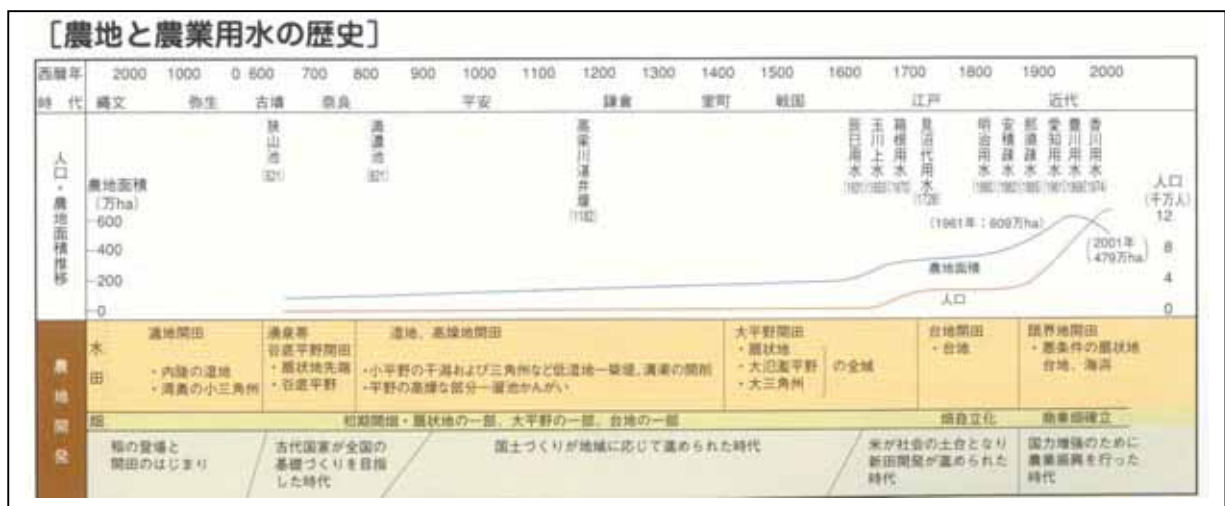 ［農地と農業用水の歴史］
西暦年 2000 1000 0 600 700 800 900 1000 1100 1200 1300 1400 1500 1600 1700 1800 1900 2000
時 代 縄文 弥生 古墳 奈良 平安 鎌倉 室町 戦国 江戸 近代
人口・農地面積推移
狭山池
満濃池
高梁川湛井堰
(1182)
辰巳用水
玉川上水
箱根用水
見沼代用水
(1728)
明治用水
安積疎水
那須疎水
愛知用水
豊川用水
香川用水
農地面積
(万ha)
600
400
200
0
人口
(千万人)
12
8
4
0
(1961年：609万ha)
(2001年
479万ha)
農地面積
人口
農地開発
水田
湿地開田
・内陸の湿地
・湾奥の小三角州
湧泉帯
谷底平野開田
・扇状地先端
・谷底平野
湿地、高燥地開田
・小平野の干潟および三角州など低湿地ー築堤、溝渠の開削
・平野の高燥な部分ー溜池かんがい
大平野開田
・扇状地
・大氾濫平野
・大三角州
の全域
台地開田
・台地
限界地開田
・悪条件の扇状地
台地、海浜
畑
初期開畑・扇状地の一部、大平野の一部、台地の一部
畑自立化
商業畑確立
稲の登場と
開田のはじまり
古代国家が全国の
基礎づくりを目指
した時代
国土づくりが地域に応じて進められた時代
米が社会の土台となり
新田開発が進められた
時代
国力増強のために
農業振興を行った
時代